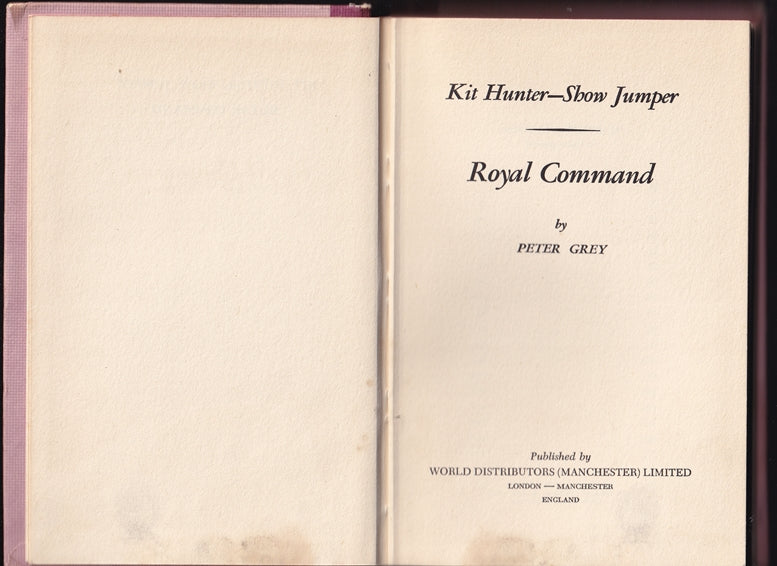 Kit Hunter—Show Jumper
Royal Command
by
PETER GREY
Published by
WORLD DISTRIBUTORS (MANCHESTER) LIMITED
LONDON — MANCHESTER
ENGLAND